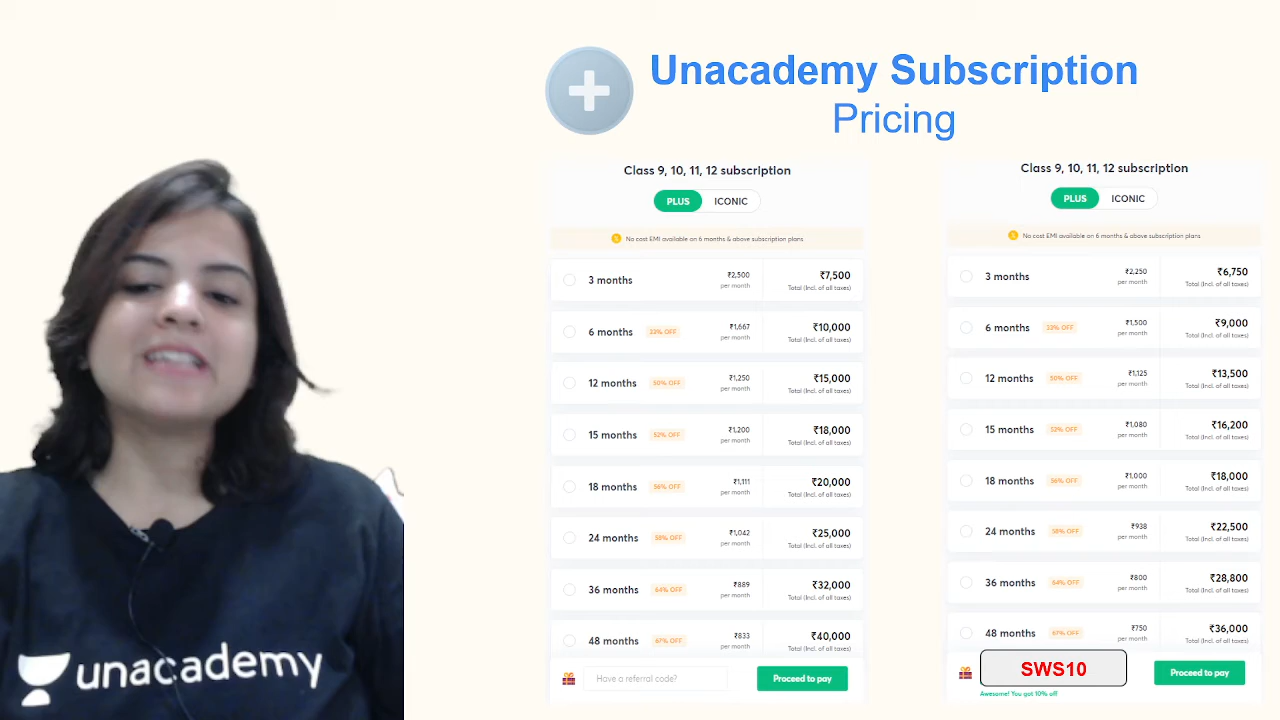 Unacademy Subscription
Pricing
Class 9, 10, 11, 12 subscription
PLUS ICONIC
No cost EMI available on 6 months & above subscription plans
3 months ₹2,500 per month ₹7,500 Total (Incl. of all taxes)
6 months 33% OFF ₹1,667 per month ₹10,000 Total (Incl. of all taxes)
12 months 50% OFF ₹1,250 per month ₹15,000 Total (Incl. of all taxes)
15 months 52% OFF ₹1,200 per month ₹18,000 Total (Incl. of all taxes)
18 months 56% OFF ₹1,111 per month ₹20,000 Total (Incl. of all taxes)
24 months 58% OFF ₹1,042 per month ₹25,000 Total (Incl. of all taxes)
36 months 64% OFF ₹889 per month ₹32,000 Total (Incl. of all taxes)
48 months 67% OFF ₹833 per month ₹40,000 Total (Incl. of all taxes)
Have a referral code? Proceed to pay
Class 9, 10, 11, 12 subscription
PLUS ICONIC
No cost EMI available on 6 months & above subscription plans
3 months ₹2,250 per month ₹6,750 Total (Incl. of all taxes)
6 months 33% OFF ₹1,500 per month ₹9,000 Total (Incl. of all taxes)
12 months 50% OFF ₹1,125 per month ₹13,500 Total (Incl. of all taxes)
15 months 52% OFF ₹1,080 per month ₹16,200 Total (Incl. of all taxes)
18 months 56% OFF ₹1,000 per month ₹18,000 Total (Incl. of all taxes)
24 months 58% OFF ₹938 per month ₹22,500 Total (Incl. of all taxes)
36 months 64% OFF ₹800 per month ₹28,800 Total (Incl. of all taxes)
48 months 67% OFF ₹750 per month ₹36,000 Total (Incl. of all taxes)
SWS10 Proceed to pay
Awesome! You got 10% off
unacademy